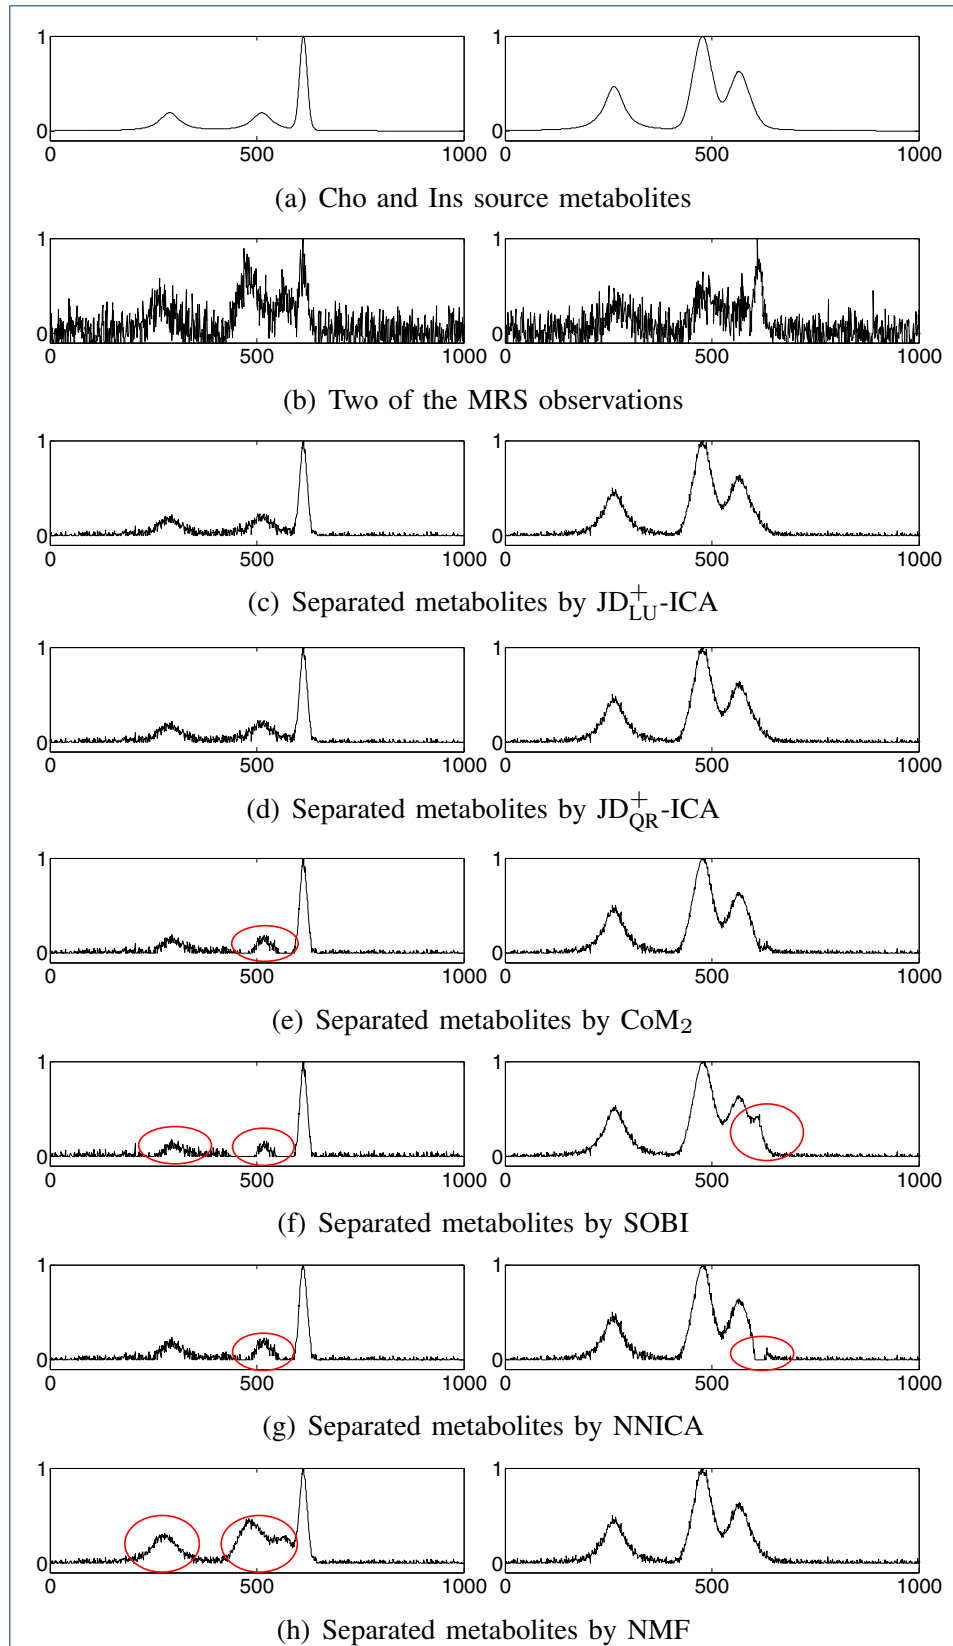 1
1
0
0
0 500 1000
0 500 1000
(a) Cho and Ins source metabolites
1
1
0
0
0 500 1000
0 500 1000
(b) Two of the MRS observations
1
1
0
0
0 500 1000
0 500 1000
(c) Separated metabolites by JD⁺LU-ICA
1
1
0
0
0 500 1000
0 500 1000
(d) Separated metabolites by JD⁺QR-ICA
1
1
0
0
0 500 1000
0 500 1000
(e) Separated metabolites by CoM₂
1
1
0
0
0 500 1000
0 500 1000
(f) Separated metabolites by SOBI
1
1
0
0
0 500 1000
0 500 1000
(g) Separated metabolites by NNICA
1
1
0
0
0 500 1000
0 500 1000
(h) Separated metabolites by NMF